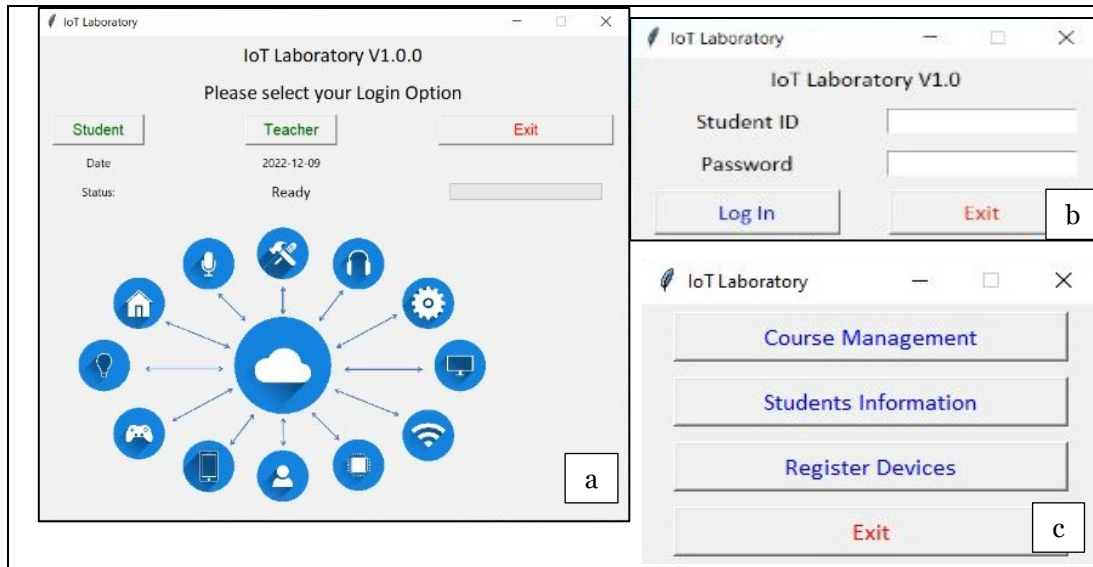 IoT Laboratory
IoT Laboratory V1.0.0
Please select your Login Option
Student Teacher Exit
Date 2022-12-09
Status: Ready
a
IoT Laboratory
IoT Laboratory V1.0
Student ID
Password
Log In Exit
b
IoT Laboratory
Course Management
Students Information
Register Devices
Exit
c